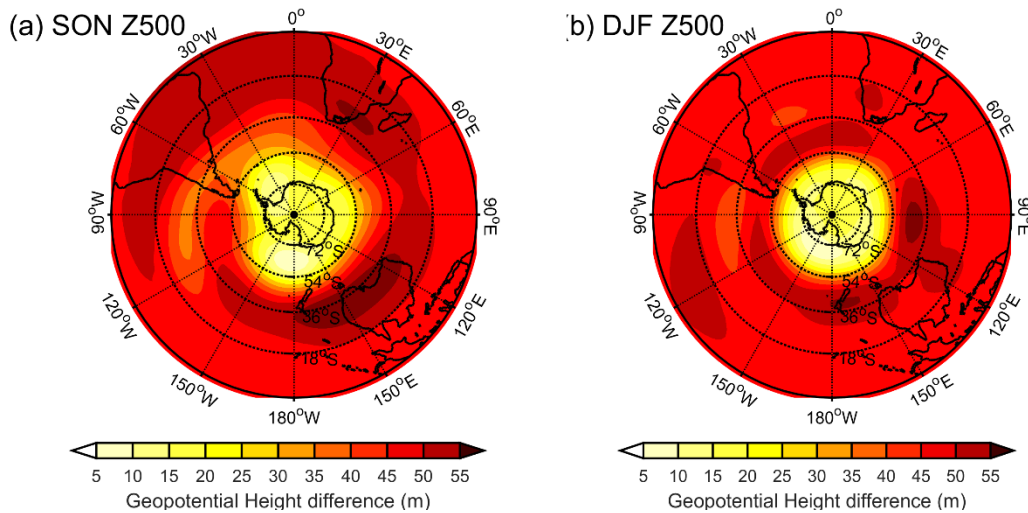 (a) SON Z500
0°
30°W
30°E
60°W
60°E
90°W
90°E
120°W
120°E
150°W
150°E
180°W
72°S
54°S
36°S
18°S
5 10 15 20 25 30 35 40 45 50 55
Geopotential Height difference (m)
b) DJF Z500
0°
30°W
30°E
60°W
60°E
90°W
90°E
120°W
120°E
150°W
150°E
180°W
72°S
54°S
36°S
18°S
5 10 15 20 25 30 35 40 45 50 55
Geopotential Height difference (m)